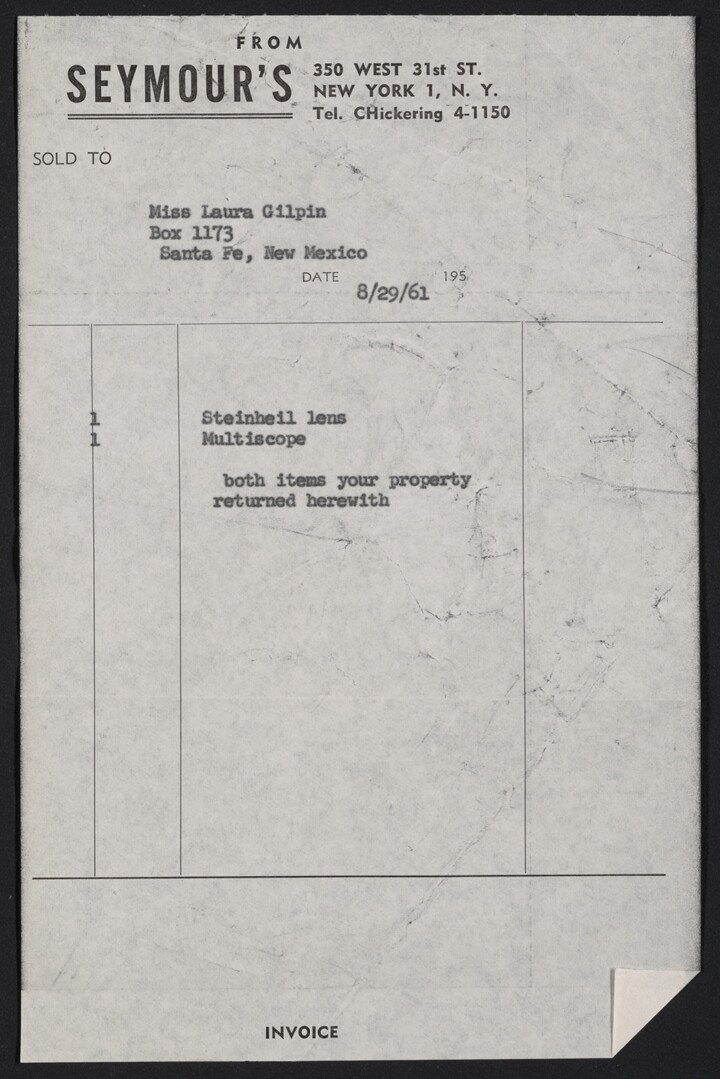 FROM
SEYMOUR'S
350 WEST 31st ST.
NEW YORK 1, N. Y.
Tel. CHickering 4-1150
SOLD TO
Miss Laura Gilpin
Box 1173
Santa Fe, New Mexico
DATE 195
8/29/61
1 Steinheil lens
1 Multiscope
both items your property
returned herewith
INVOICE